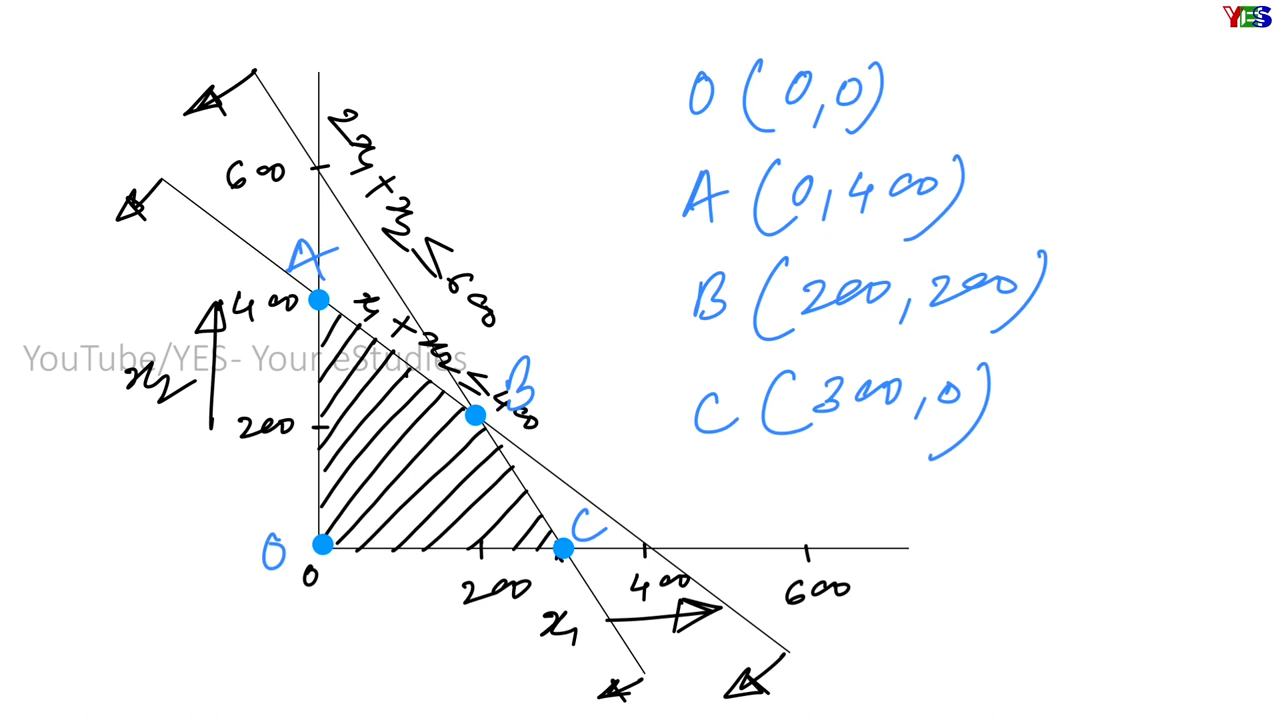 YES
O (0,0)
A (0,400)
B (200,200)
C (300,0)
2x₁ + x₂ ≤ 600
600
A
400
x₁ + x₂ ≤ 400
YouTube/YES- Your eStudies
x₂
B
200
O
C
0
200
400
600
x₁